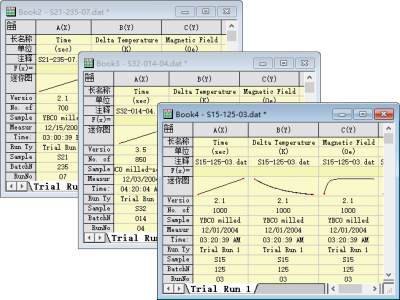 Book2 - S21-235-07.dat *
A(X) B(Y) C(Y)
长名称 Time Delta Temperature Magnetic Field
单位 (sec) (K) (Oe)
注释 S21-235-07.
F(x)=
迷你图
Versio 2.1
No. of 700
Sample YBCO milled
Measur 12/15/200
Time: 00:00:39
Run Ty Trial Run
Sample S21
BatchN 235
RunNo 07
Trial Run
Book3 - S32-014-04.dat *
A(X) B(Y) C(Y)
长名称 Time Delta Temperature Magnetic Field
单位 (sec) (K) (Oe)
注释 S32-014-04.
F(x)=
迷你图
Versio 3.5
No. of 850
Sample CO milled-s
Measur 12/03/2004
Time: 04:20:04 A
Run Ty Trial Run
Sample S32
BatchN 014
RunNo 04
Trial Run
Book4 - S15-125-03.dat *
A(X) B(Y) C(Y)
长名称 Time Delta Temperature Magnetic Field
单位 (sec) (K) (Oe)
注释 S15-125-03.dat S15-125-03.dat S15-125-03.dat
F(x)=
迷你图
Versio 2.1 2.1 2.1
No. of 1000 1000 1000
Sample YBCO milled YBCO milled YBCO milled
Measur 12/01/2004 12/01/2004 12/01/2004
Time: 03:20:39 AM 03:20:39 AM 03:20:39 AM
Run Ty Trial Run 1 Trial Run 1 Trial Run 1
Sample S15 S15 S15
BatchN 125 125 125
RunNo 03 03 03
Trial Run 1